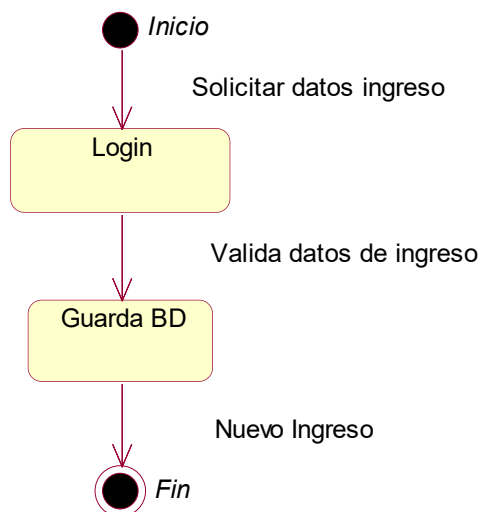 Inicio
Solicitar datos ingreso
Login
Valida datos de ingreso
Guarda BD
Nuevo Ingreso
Fin